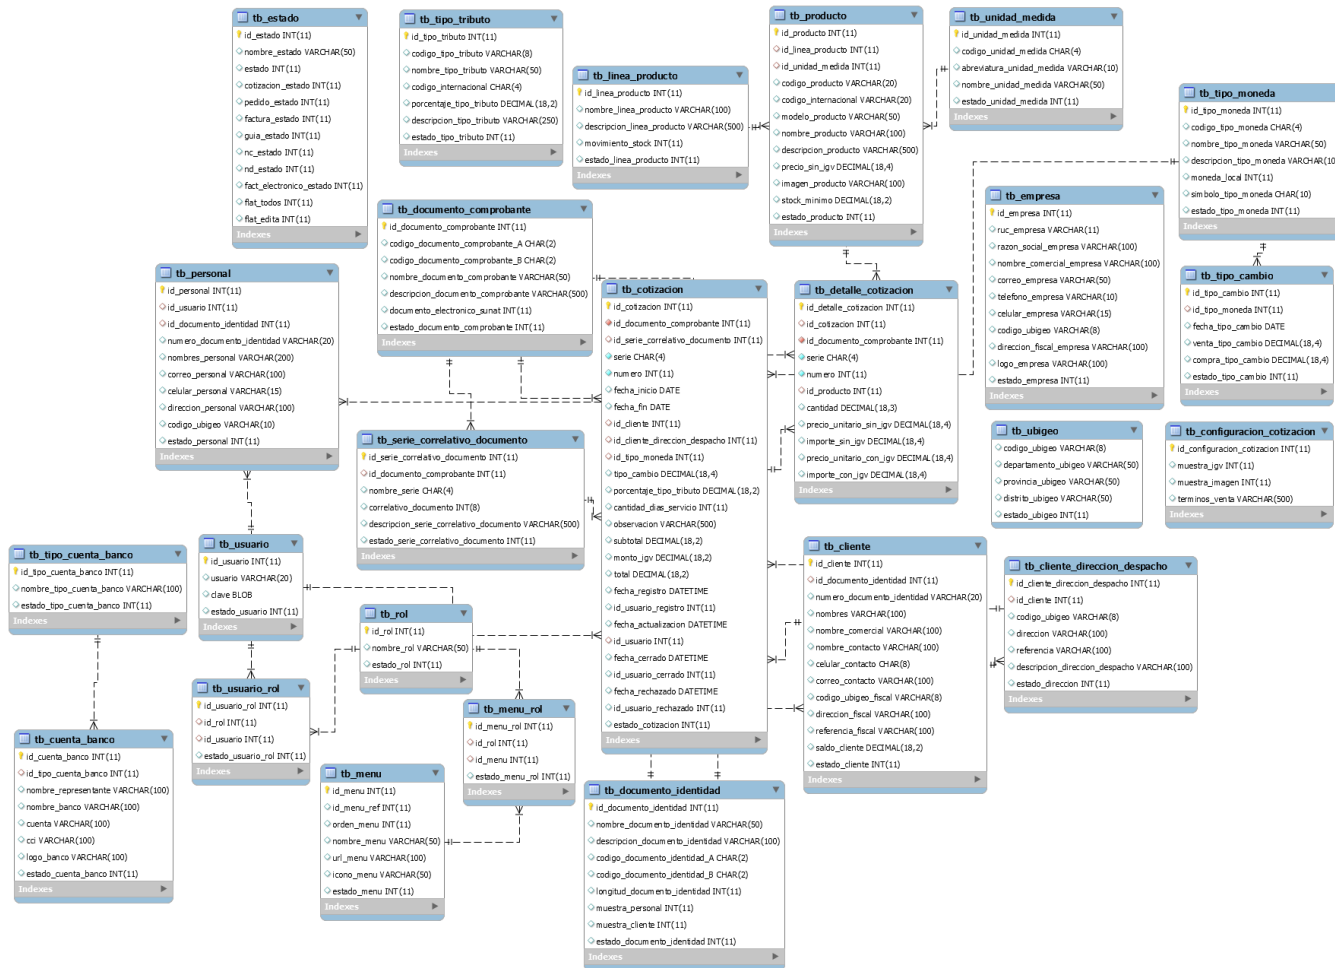 tb_estado
id_estado INT(11)
nombre_estado VARCHAR(50)
estado INT(11)
cotizacion_estado INT(11)
pedido_estado INT(11)
factura_estado INT(11)
guia_estado INT(11)
nc_estado INT(11)
nd_estado INT(11)
fact_electronico_estado INT(11)
flat_todos INT(11)
flat_edita INT(11)
Indexes
tb_tipo_tributo
id_tipo_tributo INT(11)
codigo_tipo_tributo VARCHAR(8)
nombre_tipo_tributo VARCHAR(50)
codigo_internacional CHAR(4)
porcentaje_tipo_tributo DECIMAL(18,2)
descripcion_tipo_tributo VARCHAR(250)
estado_tipo_tributo INT(11)
Indexes
tb_linea_producto
id_linea_producto INT(11)
nombre_linea_producto VARCHAR(100)
descripcion_linea_producto VARCHAR(500)
movimiento_stock INT(11)
estado_linea_producto INT(11)
Indexes
tb_producto
id_producto INT(11)
id_linea_producto INT(11)
id_unidad_medida INT(11)
codigo_producto VARCHAR(20)
codigo_internacional VARCHAR(20)
modelo_producto VARCHAR(50)
nombre_producto VARCHAR(100)
descripcion_producto VARCHAR(500)
precio_sin_igv DECIMAL(18,4)
imagen_producto VARCHAR(100)
stock_minimo DECIMAL(18,2)
estado_producto INT(11)
Indexes
tb_unidad_medida
id_unidad_medida INT(11)
codigo_unidad_medida CHAR(4)
abreviatura_unidad_medida VARCHAR(10)
nombre_unidad_medida VARCHAR(50)
estado_unidad_medida INT(11)
Indexes
tb_tipo_moneda
id_tipo_moneda INT(11)
codigo_tipo_moneda CHAR(4)
nombre_tipo_moneda VARCHAR(50)
descripcion_tipo_moneda VARCHAR(10
moneda_local INT(11)
simbolo_tipo_moneda CHAR(10)
estado_tipo_moneda INT(11)
Indexes
tb_empresa
id_empresa INT(11)
ruc_empresa VARCHAR(11)
razon_social_empresa VARCHAR(100)
nombre_comercial_empresa VARCHAR(100)
correo_empresa VARCHAR(50)
telefono_empresa VARCHAR(10)
celular_empresa VARCHAR(15)
codigo_ubigeo VARCHAR(8)
direccion_fiscal_empresa VARCHAR(100)
logo_empresa VARCHAR(100)
estado_empresa INT(11)
Indexes
tb_documento_comprobante
id_documento_comprobante INT(11)
codigo_documento_comprobante_A CHAR(2)
codigo_documento_comprobante_B CHAR(2)
nombre_documento_comprobante VARCHAR(50)
descripcion_documento_comprobante VARCHAR(500)
documento_electronico_sunat INT(11)
estado_documento_comprobante INT(11)
Indexes
tb_personal
id_personal INT(11)
id_usuario INT(11)
id_documento_identidad INT(11)
numero_documento_identidad VARCHAR(20)
nombres_personal VARCHAR(200)
correo_personal VARCHAR(100)
celular_personal VARCHAR(15)
direccion_personal VARCHAR(100)
codigo_ubigeo VARCHAR(10)
estado_personal INT(11)
Indexes
tb_cotizacion
id_cotizacion INT(11)
id_documento_comprobante INT(11)
id_serie_correlativo_documento INT(11)
serie CHAR(4)
numero INT(11)
fecha_inicio DATE
fecha_fin DATE
id_cliente INT(11)
id_cliente_direccion_despacho INT(11)
id_tipo_moneda INT(11)
tipo_cambio DECIMAL(18,4)
porcentaje_tipo_tributo DECIMAL(18,2)
cantidad_dias_servicio INT(11)
observacion VARCHAR(500)
subtotal DECIMAL(18,2)
monto_igv DECIMAL(18,2)
total DECIMAL(18,2)
fecha_registro DATETIME
id_usuario_registro INT(11)
fecha_actualizacion DATETIME
id_usuario INT(11)
fecha_cerrado DATETIME
id_usuario_cerrado INT(11)
fecha_rechazado DATETIME
id_usuario_rechazado INT(11)
estado_cotizacion INT(11)
Indexes
tb_detalle_cotizacion
id_detalle_cotizacion INT(11)
id_cotizacion INT(11)
id_documento_comprobante INT(11)
serie CHAR(4)
numero INT(11)
id_producto INT(11)
cantidad DECIMAL(18,3)
precio_unitario_sin_igv DECIMAL(18,4)
importe_sin_igv DECIMAL(18,4)
precio_unitario_con_igv DECIMAL(18,4)
importe_con_igv DECIMAL(18,4)
Indexes
tb_tipo_cambio
id_tipo_cambio INT(11)
id_tipo_moneda INT(11)
fecha_tipo_cambio DATE
venta_tipo_cambio DECIMAL(18,4)
compra_tipo_cambio DECIMAL(18,4)
estado_tipo_cambio INT(11)
Indexes
tb_serie_correlativo_documento
id_serie_correlativo_documento INT(11)
id_documento_comprobante INT(11)
nombre_serie CHAR(4)
correlativo_documento INT(8)
descripcion_serie_correlativo_documento VARCHAR(500)
estado_serie_correlativo_documento INT(11)
Indexes
tb_ubigeo
codigo_ubigeo VARCHAR(8)
departamento_ubigeo VARCHAR(50)
provincia_ubigeo VARCHAR(50)
distrito_ubigeo VARCHAR(50)
estado_ubigeo INT(11)
Indexes
tb_configuracion_cotizacion
id_configuracion_cotizacion INT(11)
muestra_igv INT(11)
muestra_imagen INT(11)
terminos_venta VARCHAR(500)
Indexes
tb_tipo_cuenta_banco
id_tipo_cuenta_banco INT(11)
nombre_tipo_cuenta_banco VARCHAR(100)
estado_tipo_cuenta_banco INT(11)
Indexes
tb_usuario
id_usuario INT(11)
usuario VARCHAR(20)
clave BLOB
estado_usuario INT(11)
Indexes
tb_rol
id_rol INT(11)
nombre_rol VARCHAR(50)
estado_rol INT(11)
Indexes
tb_cliente
id_cliente INT(11)
id_documento_identidad INT(11)
numero_documento_identidad VARCHAR(20)
nombres VARCHAR(100)
nombre_comercial VARCHAR(100)
nombre_contacto VARCHAR(100)
celular_contacto CHAR(8)
correo_contacto VARCHAR(100)
codigo_ubigeo_fiscal VARCHAR(8)
direccion_fiscal VARCHAR(100)
referencia_fiscal VARCHAR(100)
saldo_cliente DECIMAL(18,2)
estado_cliente INT(11)
Indexes
tb_cliente_direccion_despacho
id_cliente_direccion_despacho INT(11)
id_cliente INT(11)
codigo_ubigeo VARCHAR(8)
direccion VARCHAR(100)
referencia VARCHAR(100)
descripcion_direccion_despacho VARCHAR(100)
estado_direccion INT(11)
Indexes
tb_usuario_rol
id_usuario_rol INT(11)
id_rol INT(11)
id_usuario INT(11)
estado_usuario_rol INT(11)
Indexes
tb_menu_rol
id_menu_rol INT(11)
id_rol INT(11)
id_menu INT(11)
estado_menu_rol INT(11)
Indexes
tb_cuenta_banco
id_cuenta_banco INT(11)
id_tipo_cuenta_banco INT(11)
nombre_representante VARCHAR(100)
nombre_banco VARCHAR(100)
cuenta VARCHAR(100)
cci VARCHAR(100)
logo_banco VARCHAR(100)
estado_cuenta_banco INT(11)
Indexes
tb_menu
id_menu INT(11)
id_menu_ref INT(11)
orden_menu INT(11)
nombre_menu VARCHAR(50)
url_menu VARCHAR(100)
icono_menu VARCHAR(50)
estado_menu INT(11)
Indexes
tb_documento_identidad
id_documento_identidad INT(11)
nombre_documento_identidad VARCHAR(50)
descripcion_documento_identidad VARCHAR(100)
codigo_documento_identidad_A CHAR(2)
codigo_documento_identidad_B CHAR(2)
longitud_documento_identidad INT(11)
muestra_personal INT(11)
muestra_cliente INT(11)
estado_documento_identidad INT(11)
Indexes